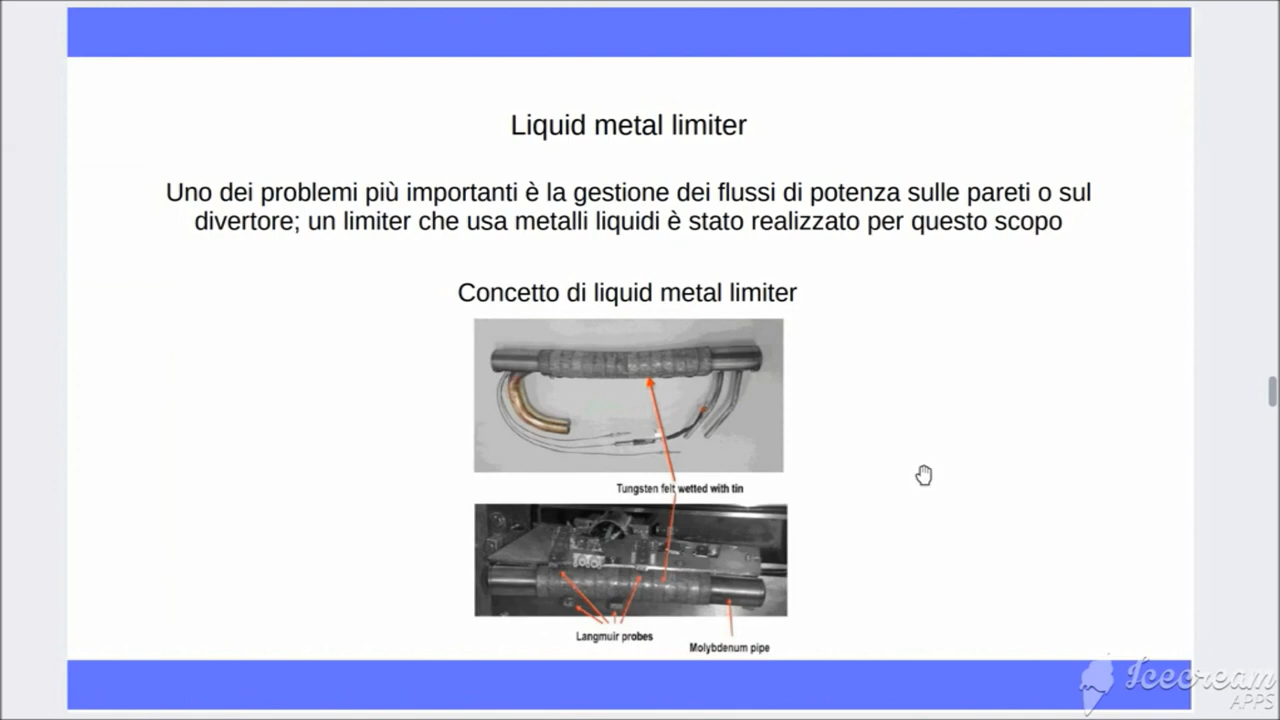 Liquid metal limiter
Uno dei problemi più importanti è la gestione dei flussi di potenza sulle pareti o sul
divertore; un limiter che usa metalli liquidi è stato realizzato per questo scopo
Concetto di liquid metal limiter
Tungsten felt wetted with tin
Langmuir probes
Molybdenum pipe
Icecream
APPS